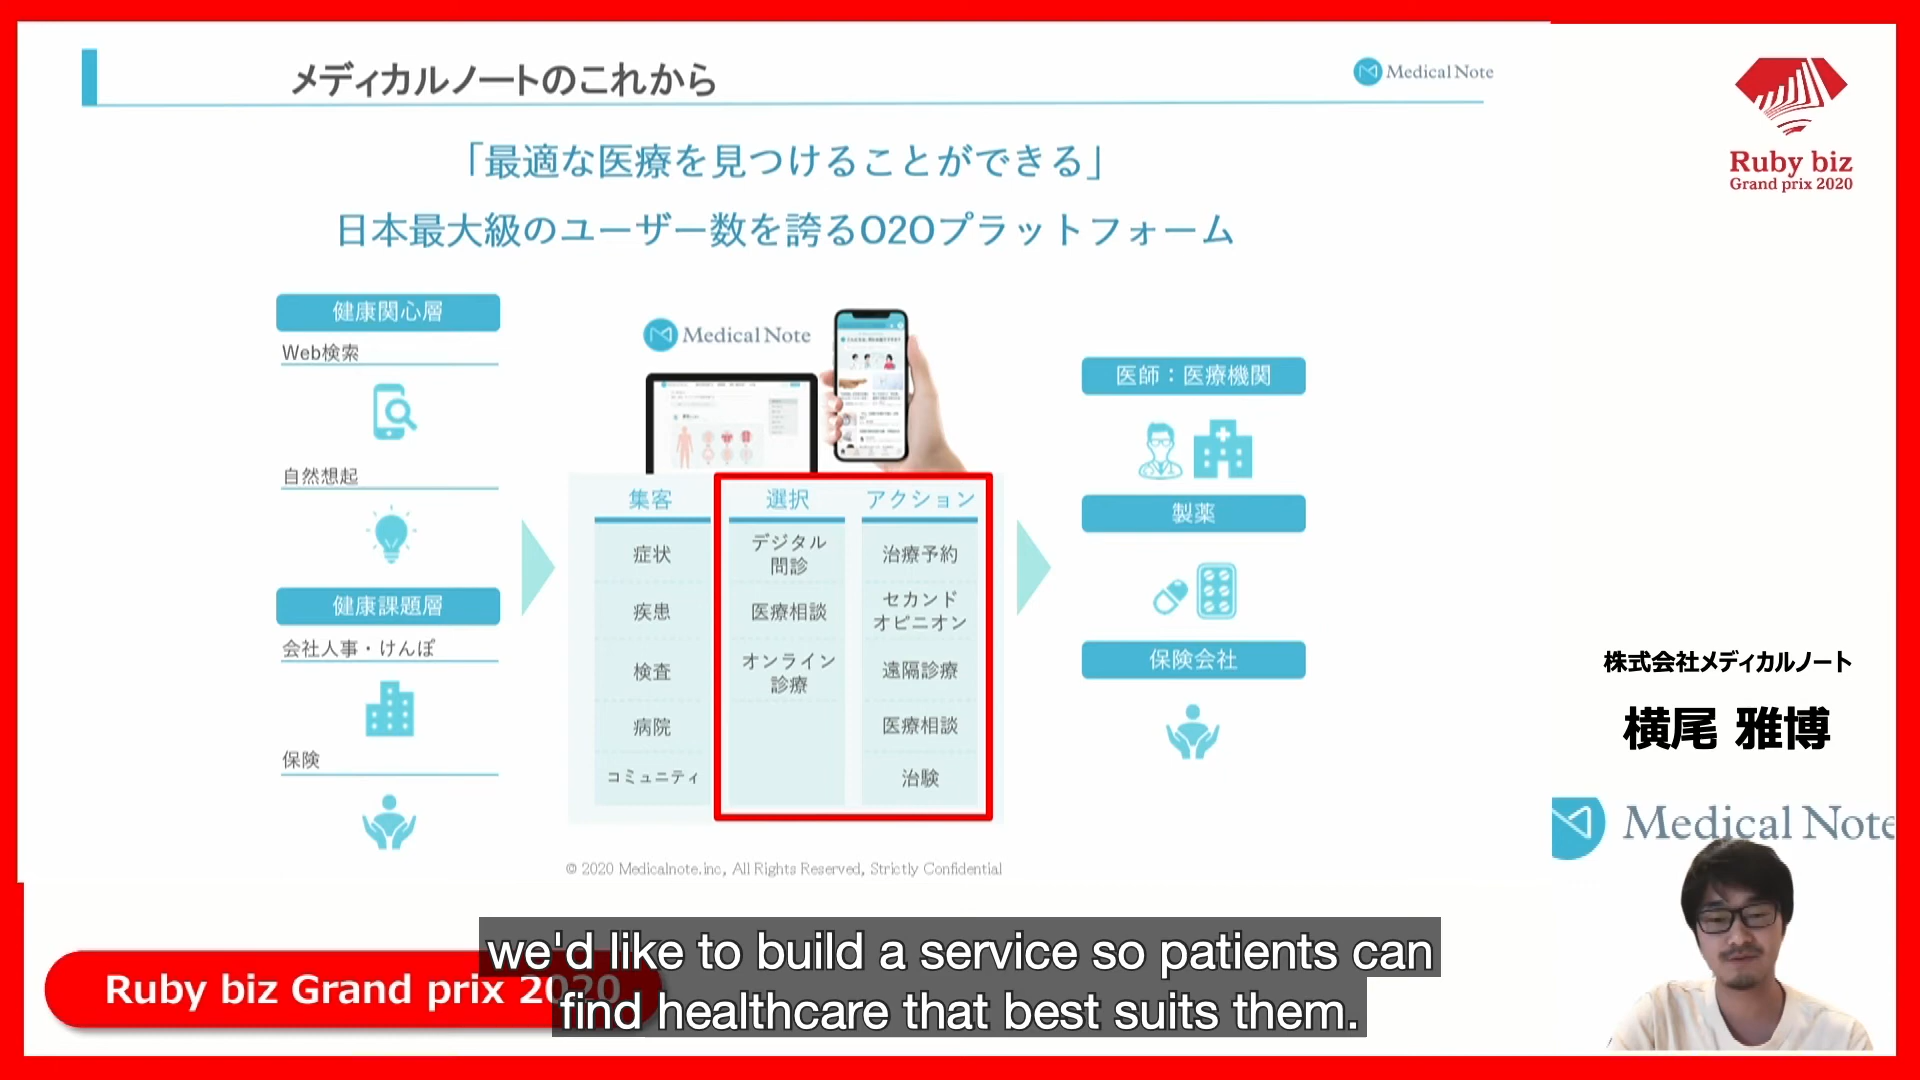 メディカルノートのこれから
Medical Note
Ruby biz
Grand prix 2020
「最適な医療を見つけることができる」
日本最大級のユーザー数を誇るO2Oプラットフォーム
健康関心層
Web検索
自然想起
健康課題層
会社人事・けんぽ
保険
Medical Note
集客
選択
アクション
症状
デジタル
問診
治療予約
疾患
医療相談
セカンド
オピニオン
検査
オンライン
診療
遠隔診療
病院
医療相談
コミュニティ
治験
医師：医療機関
製薬
保険会社
© 2020 Medicalnote.inc, All Rights Reserved, Strictly Confidential
株式会社メディカルノート
横尾 雅博
Medical Note
Ruby biz Grand prix 2020
we'd like to build a service so patients can
find healthcare that best suits them.